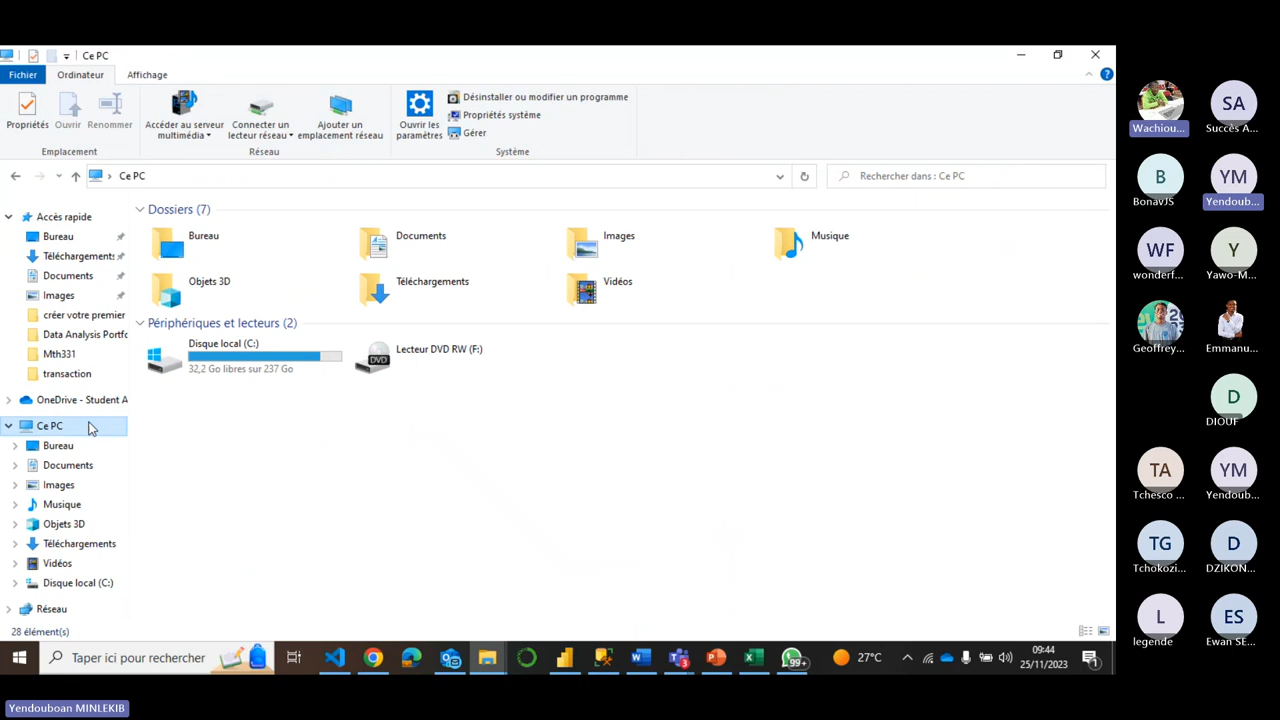 Ce PC
Fichier
Ordinateur
Affichage
Propriétés
Ouvrir
Renommer
Accéder au serveur
multimédia
Connecter un
lecteur réseau
Ajouter un
emplacement réseau
Ouvrir les
paramètres
Désinstaller ou modifier un programme
Propriétés système
Gérer
Emplacement
Réseau
Système
Ce PC
Rechercher dans : Ce PC
Accès rapide
Bureau
Téléchargements
Documents
Images
créer votre premier
Data Analysis Portfo
Mth331
transaction
OneDrive - Student A
Ce PC
Bureau
Documents
Images
Musique
Objets 3D
Téléchargements
Vidéos
Disque local (C:)
Réseau
28 élément(s)
Dossiers (7)
Bureau
Documents
Images
Musique
Objets 3D
Téléchargements
Vidéos
Périphériques et lecteurs (2)
Disque local (C:)
32,2 Go libres sur 237 Go
DVD
Lecteur DVD RW (F:)
Taper ici pour rechercher
3
99+
27°C
09:44
25/11/2023
1
Wachiou...
SA
Succès A...
B
BonavJS
YM
Yendoub...
WF
wonderf...
Y
Yawo-M...
Geoffrey...
Emmanu...
D
DIOUF
TA
Tchesco ...
YM
Yendoub...
TG
Tchokozi...
D
DZIKON...
L
legende
ES
Ewan SE...
Yendouboan MINLEKIB